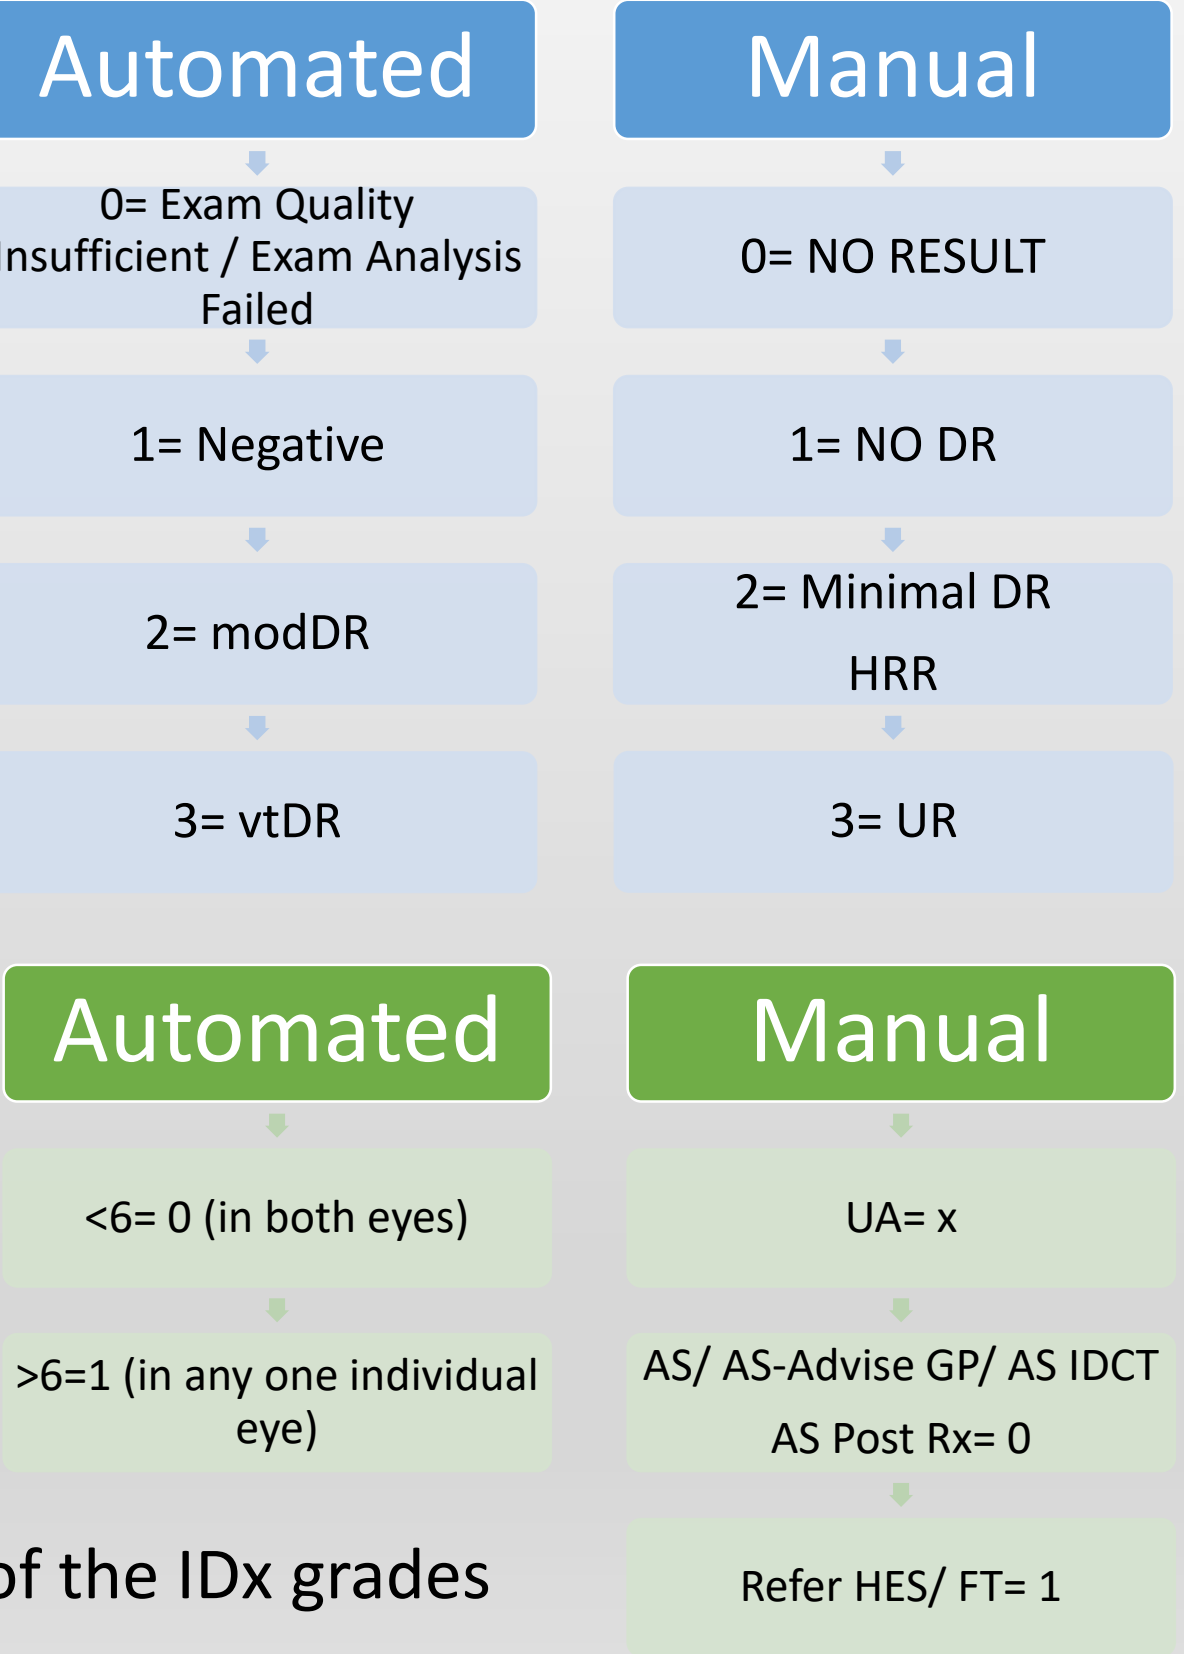 Automated
0= Exam Quality
Insufficient / Exam Analysis
Failed
1= Negative
2= modDR
3= vtDR
Manual
0= NO RESULT
1= NO DR
2= Minimal DR
HRR
3= UR
Automated
<6= 0 (in both eyes)
>6=1 (in any one individual
eye)
Manual
UA= x
AS/ AS-Advise GP/ AS IDCT
AS Post Rx= 0
Refer HES/ FT= 1
of the IDx grades